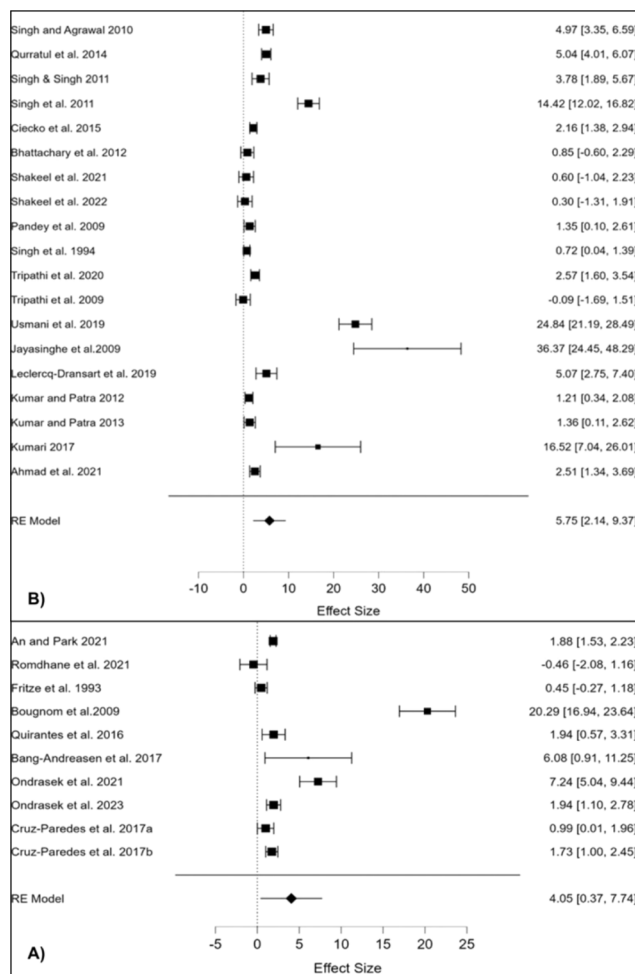 Singh and Agrawal 2010 4.97 [3.35, 6.59]
Qurratul et al. 2014 5.04 [4.01, 6.07]
Singh & Singh 2011 3.78 [1.89, 5.67]
Singh et al. 2011 14.42 [12.02, 16.82]
Ciecko et al. 2015 2.16 [1.38, 2.94]
Bhattachary et al. 2012 0.85 [-0.60, 2.29]
Shakeel et al. 2021 0.60 [-1.04, 2.23]
Shakeel et al. 2022 0.30 [-1.31, 1.91]
Pandey et al. 2009 1.35 [0.10, 2.61]
Singh et al. 1994 0.72 [0.04, 1.39]
Tripathi et al. 2020 2.57 [1.60, 3.54]
Tripathi et al. 2009 -0.09 [-1.69, 1.51]
Usmani et al. 2019 24.84 [21.19, 28.49]
Jayasinghe et al.2009 36.37 [24.45, 48.29]
Leclercq-Dransart et al. 2019 5.07 [2.75, 7.40]
Kumar and Patra 2012 1.21 [0.34, 2.08]
Kumar and Patra 2013 1.36 [0.11, 2.62]
Kumari 2017 16.52 [7.04, 26.01]
Ahmad et al. 2021 2.51 [1.34, 3.69]
RE Model 5.75 [2.14, 9.37]
-10 0 10 20 30 40 50
B) Effect Size
An and Park 2021 1.88 [1.53, 2.23]
Romdhane et al. 2021 -0.46 [-2.08, 1.16]
Fritze et al. 1993 0.45 [-0.27, 1.18]
Bougnom et al.2009 20.29 [16.94, 23.64]
Quirantes et al. 2016 1.94 [0.57, 3.31]
Bang-Andreasen et al. 2017 6.08 [0.91, 11.25]
Ondrasek et al. 2021 7.24 [5.04, 9.44]
Ondrasek et al. 2023 1.94 [1.10, 2.78]
Cruz-Paredes et al. 2017a 0.99 [0.01, 1.96]
Cruz-Paredes et al. 2017b 1.73 [1.00, 2.45]
RE Model 4.05 [0.37, 7.74]
-5 0 5 10 15 20 25
A) Effect Size